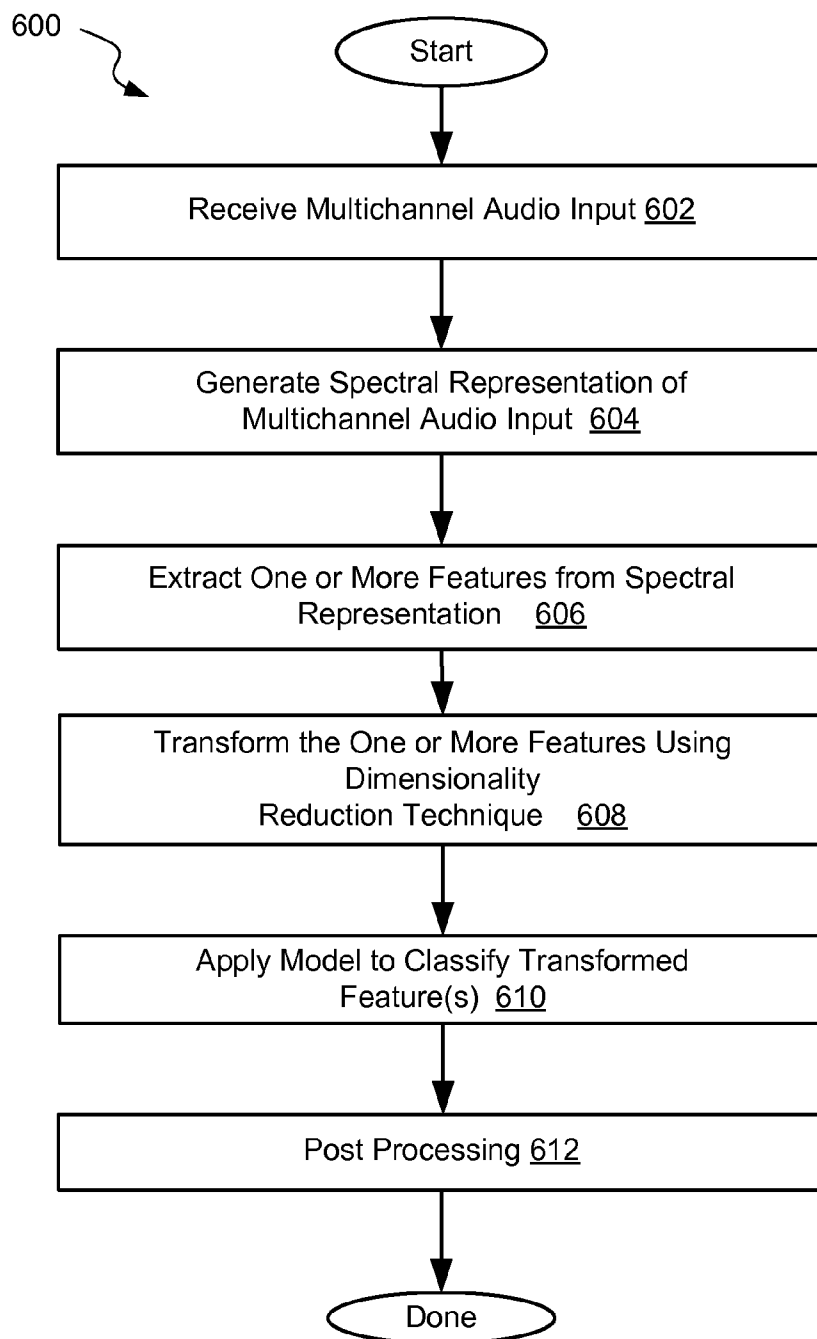 600
Start
Receive Multichannel Audio Input 602
Generate Spectral Representation of
Multichannel Audio Input 604
Extract One or More Features from Spectral
Representation 606
Transform the One or More Features Using
Dimensionality
Reduction Technique 608
Apply Model to Classify Transformed
Feature(s) 610
Post Processing 612
Done